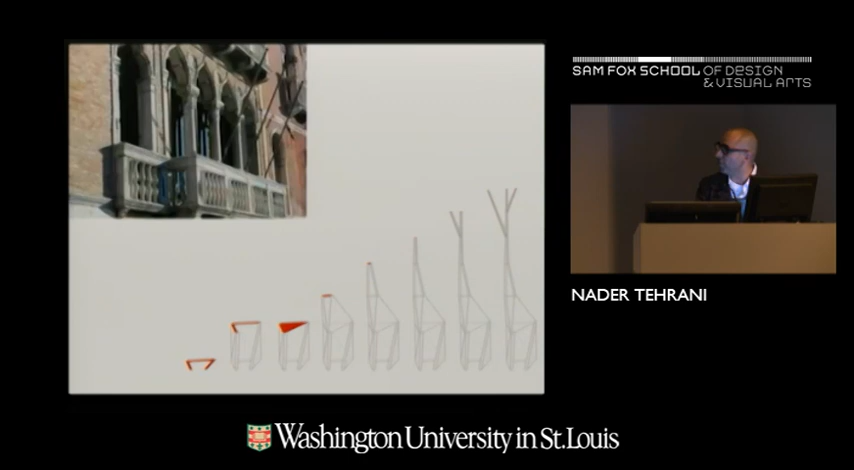 SAM FOX SCHOOL OF DESIGN
& VISUAL ARTS
NADER TEHRANI
Washington University in St. Louis